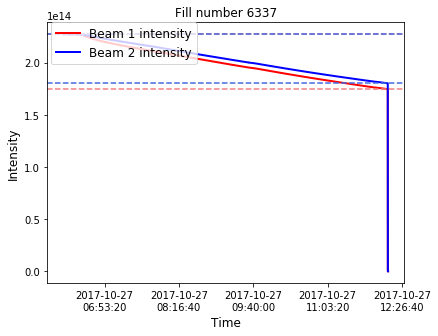 Fill number 6337
1e14
Beam 1 intensity
Beam 2 intensity
2.0
1.5
1.0
0.5
0.0
Intensity
2017-10-27
06:53:20
2017-10-27
08:16:40
2017-10-27
09:40:00
2017-10-27
11:03:20
2017-10-27
12:26:40
Time